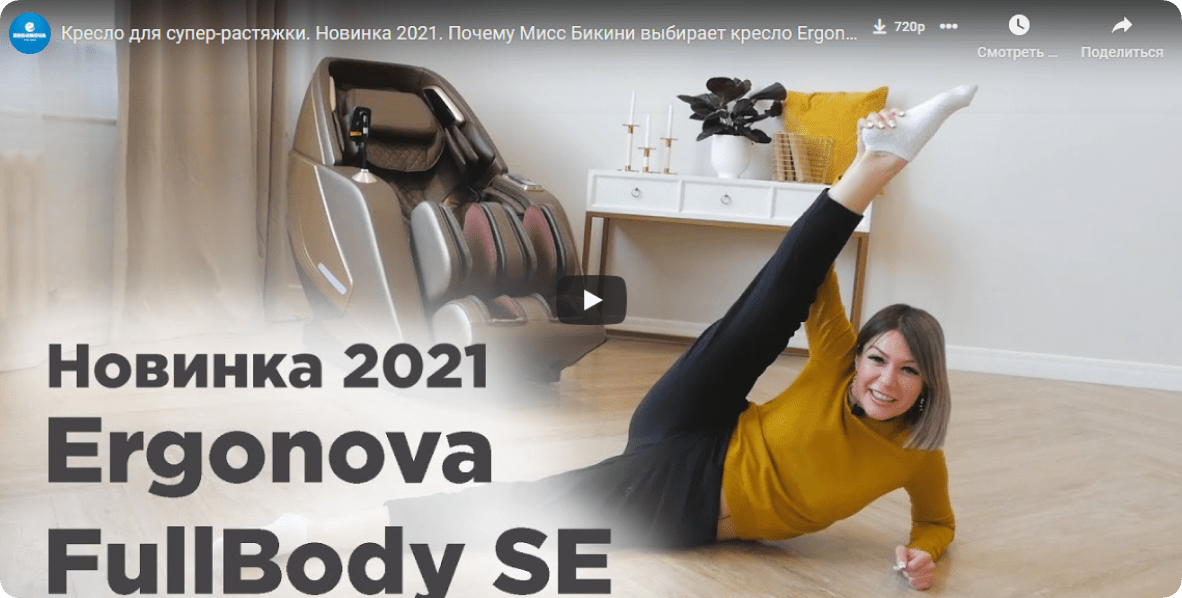 ERGONOVA
Кресло для супер-растяжки. Новинка 2021. Почему Мисс Бикини выбирает кресло Ergon...
720p
Смотреть ...
Поделиться
Новинка 2021
Ergonova
FullBody SE